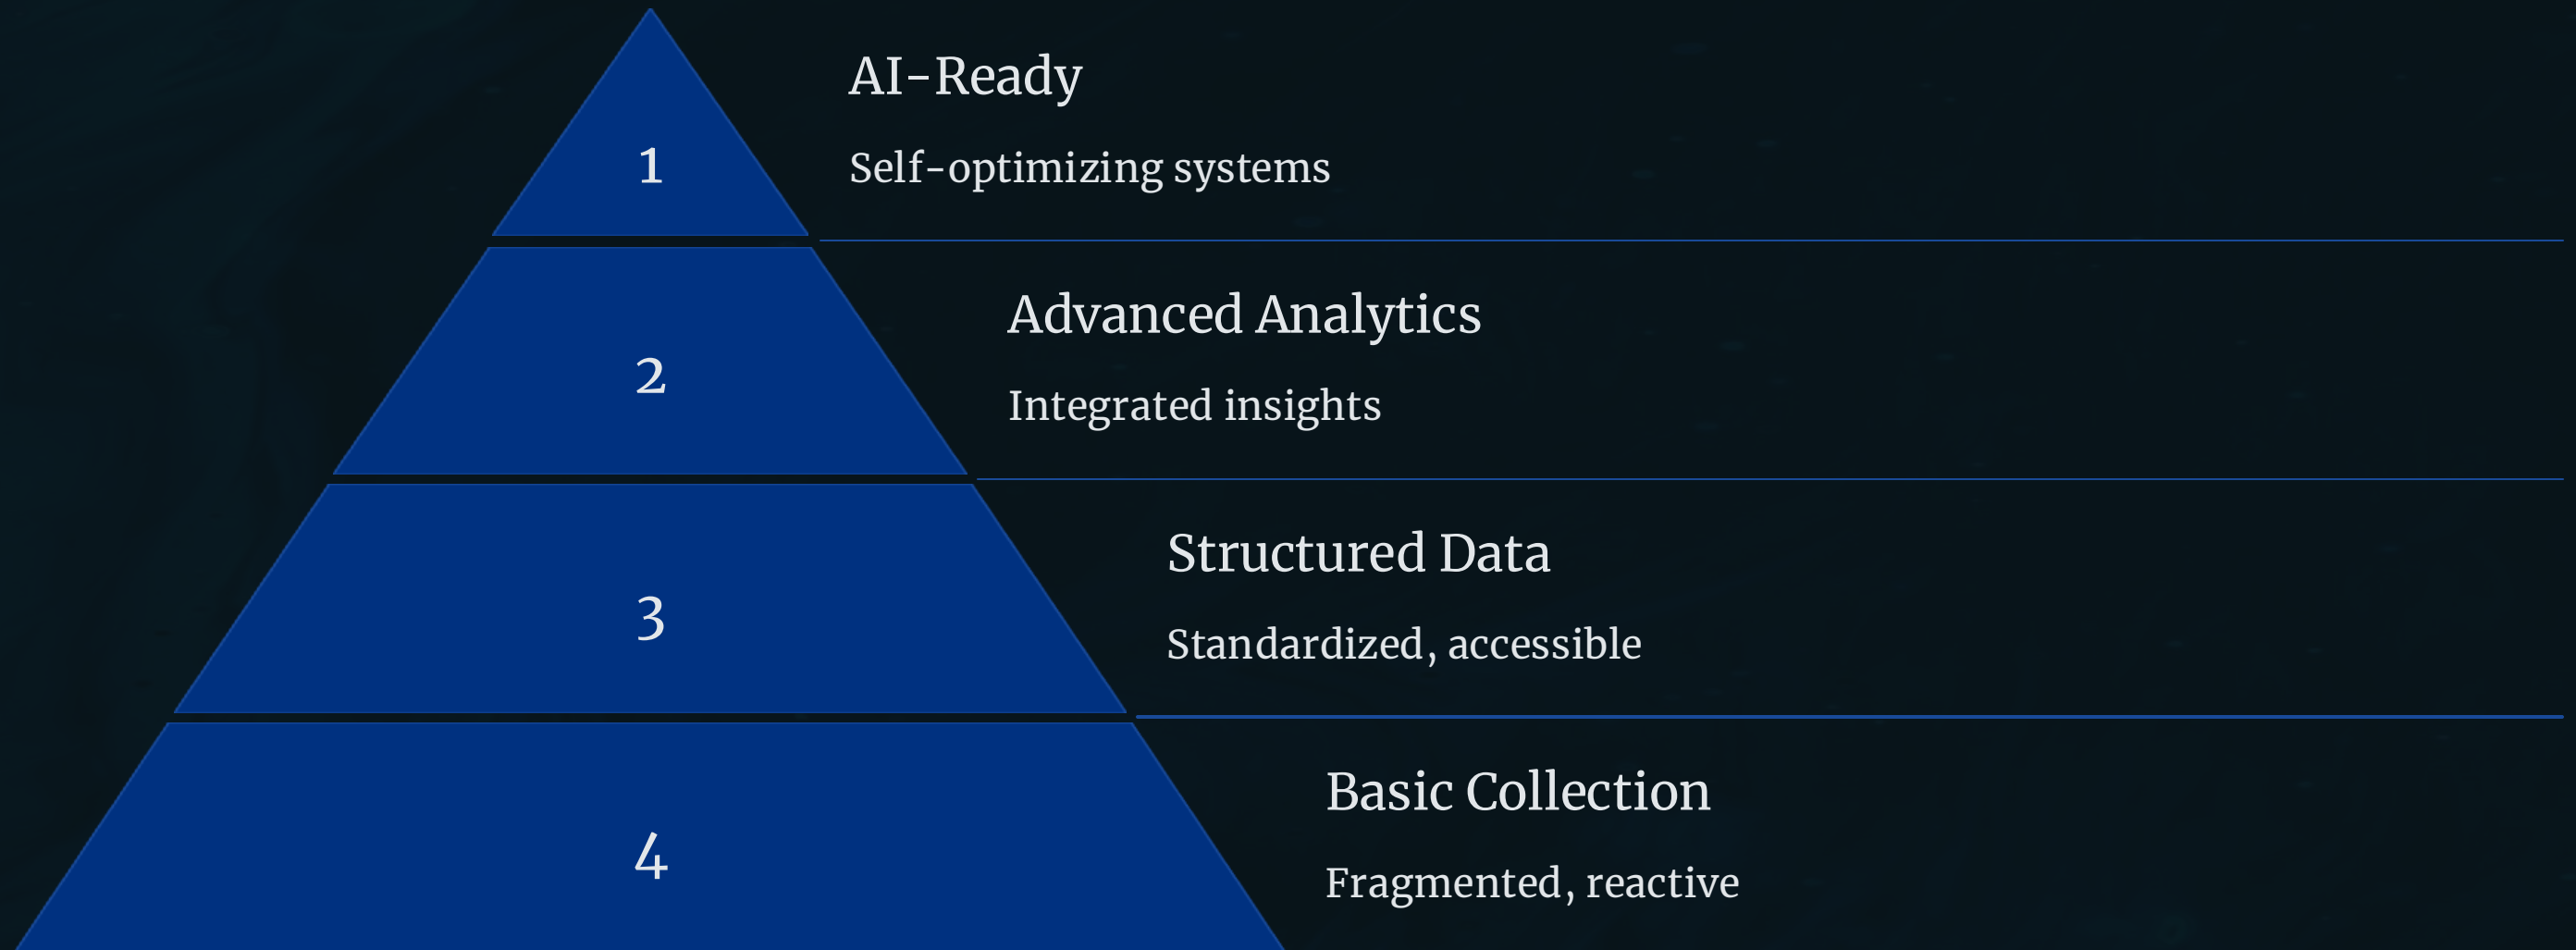 AI-Ready
1
Self-optimizing systems
Advanced Analytics
2
Integrated insights
Structured Data
3
Standardized, accessible
Basic Collection
4
Fragmented, reactive